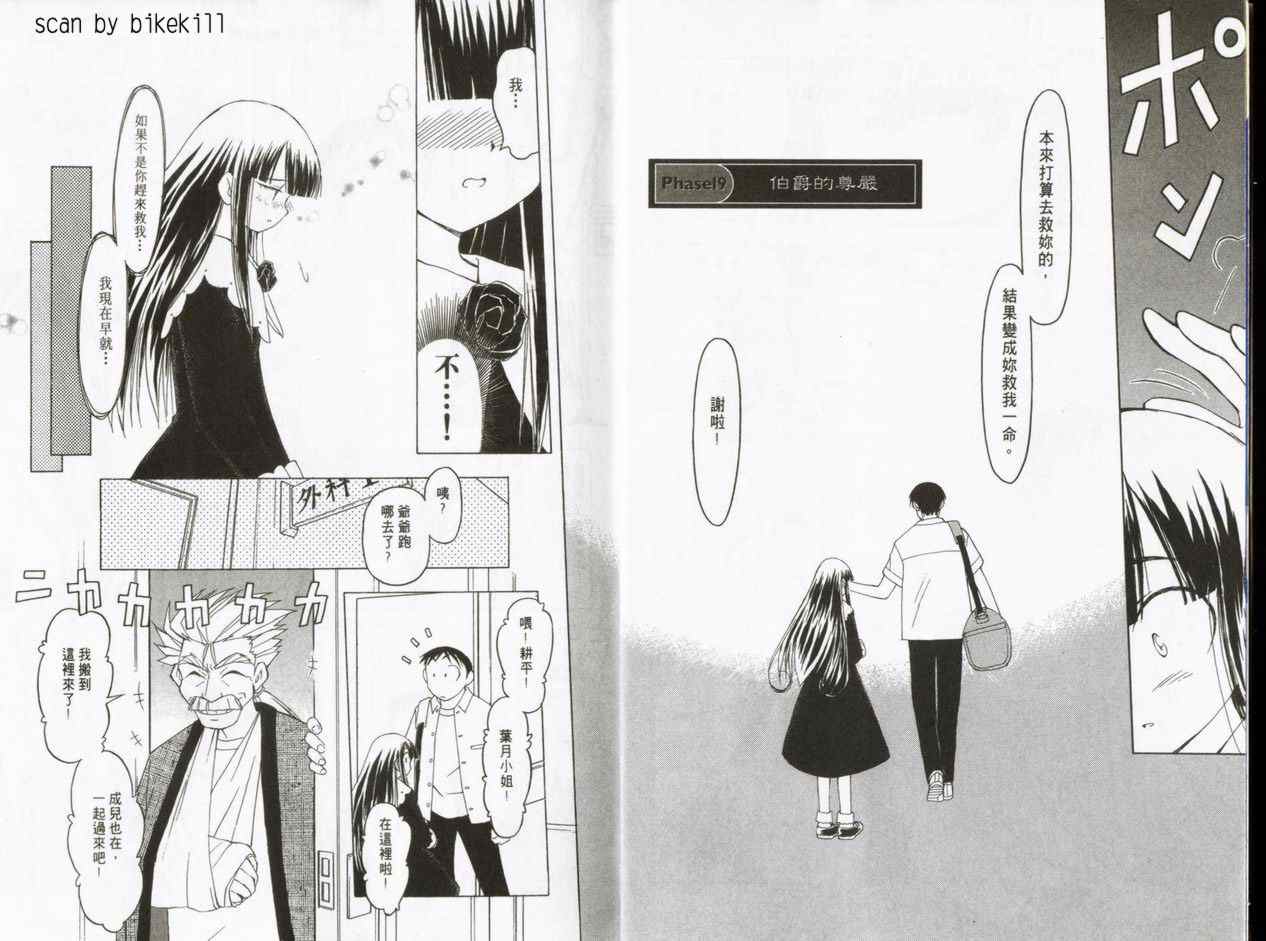 scan by bikekill
ポン
本來打算去救妳的，
結果變成妳救我一命。
Phase19
伯爵的尊嚴
謝啦！
我…
不……！
如果不是你趕來救我…
我現在早就…
外科
咦？
爺爺跑
哪去了？
喂！耕平！
葉月小姐！
在這裡啦！
ニカカカカカ
我搬到
這裡來了！
成兒也在，
一起過來吧！